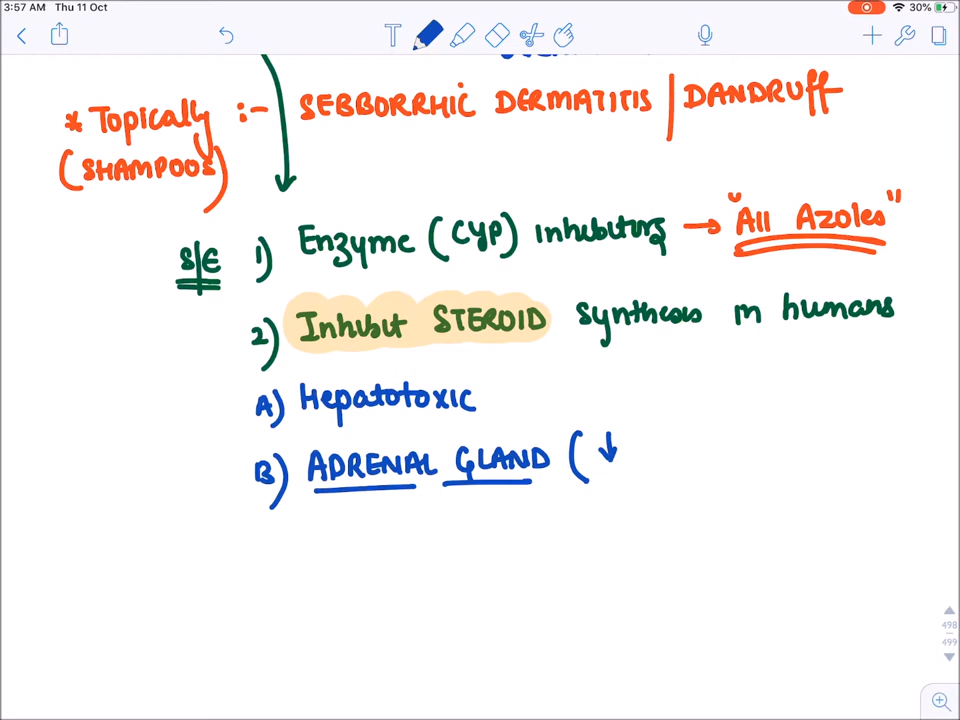 3:57 AM Thu 11 Oct 30%
T
* Topically :- SEBBORRHIC DERMATITIS | DANDRUFF
(SHAMPOOS)
S/E 1) Enzyme (CYP) inhibitors → "All Azoles"
2) Inhibit STEROID synthesis in humans
A) Hepatotoxic
B) ADRENAL GLAND (↓
498
499